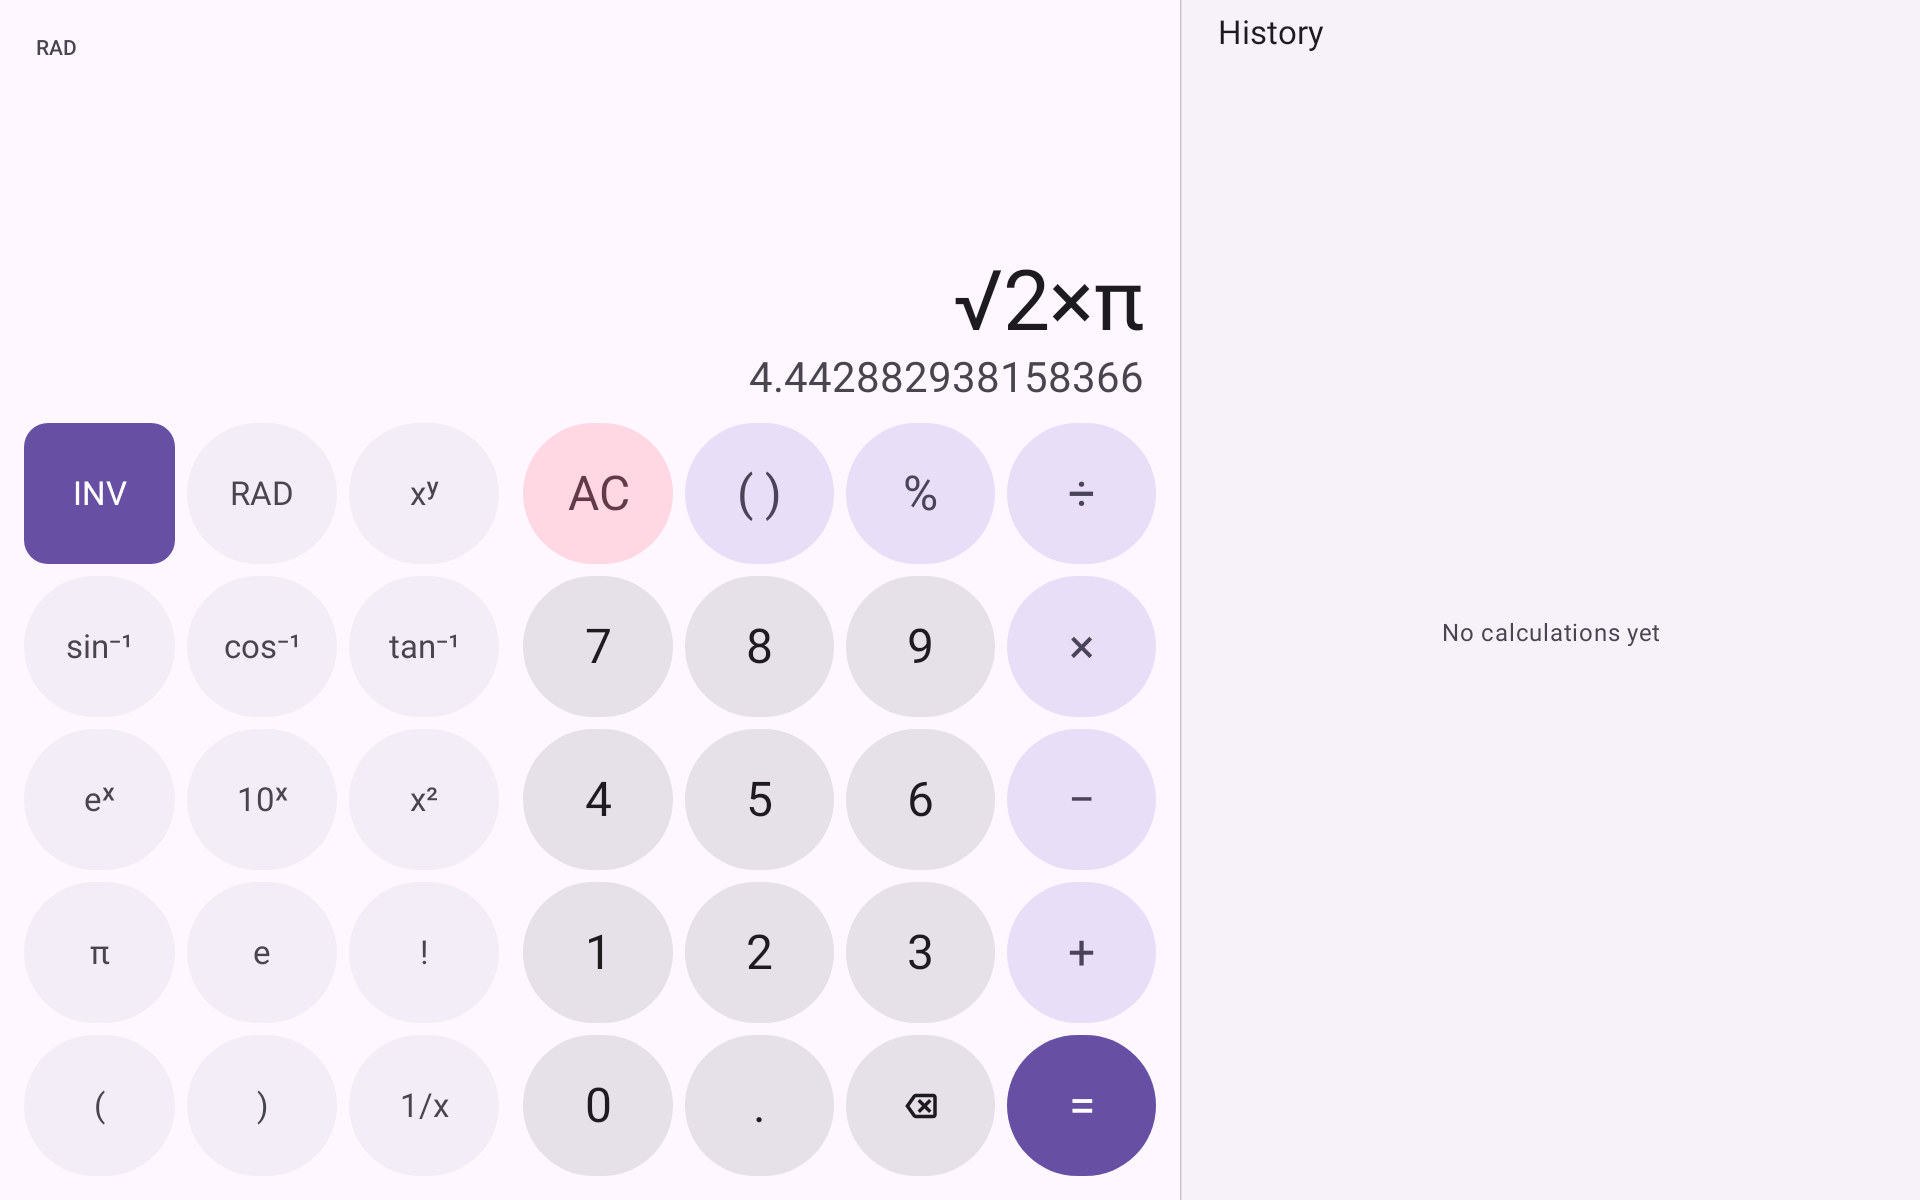 RAD
√2×π
4.442882938158366
INV RAD xʸ AC ( ) % ÷
sin⁻¹ cos⁻¹ tan⁻¹ 7 8 9 ×
eˣ 10ˣ x² 4 5 6 −
π e ! 1 2 3 +
( ) 1/x 0 . =
History
No calculations yet